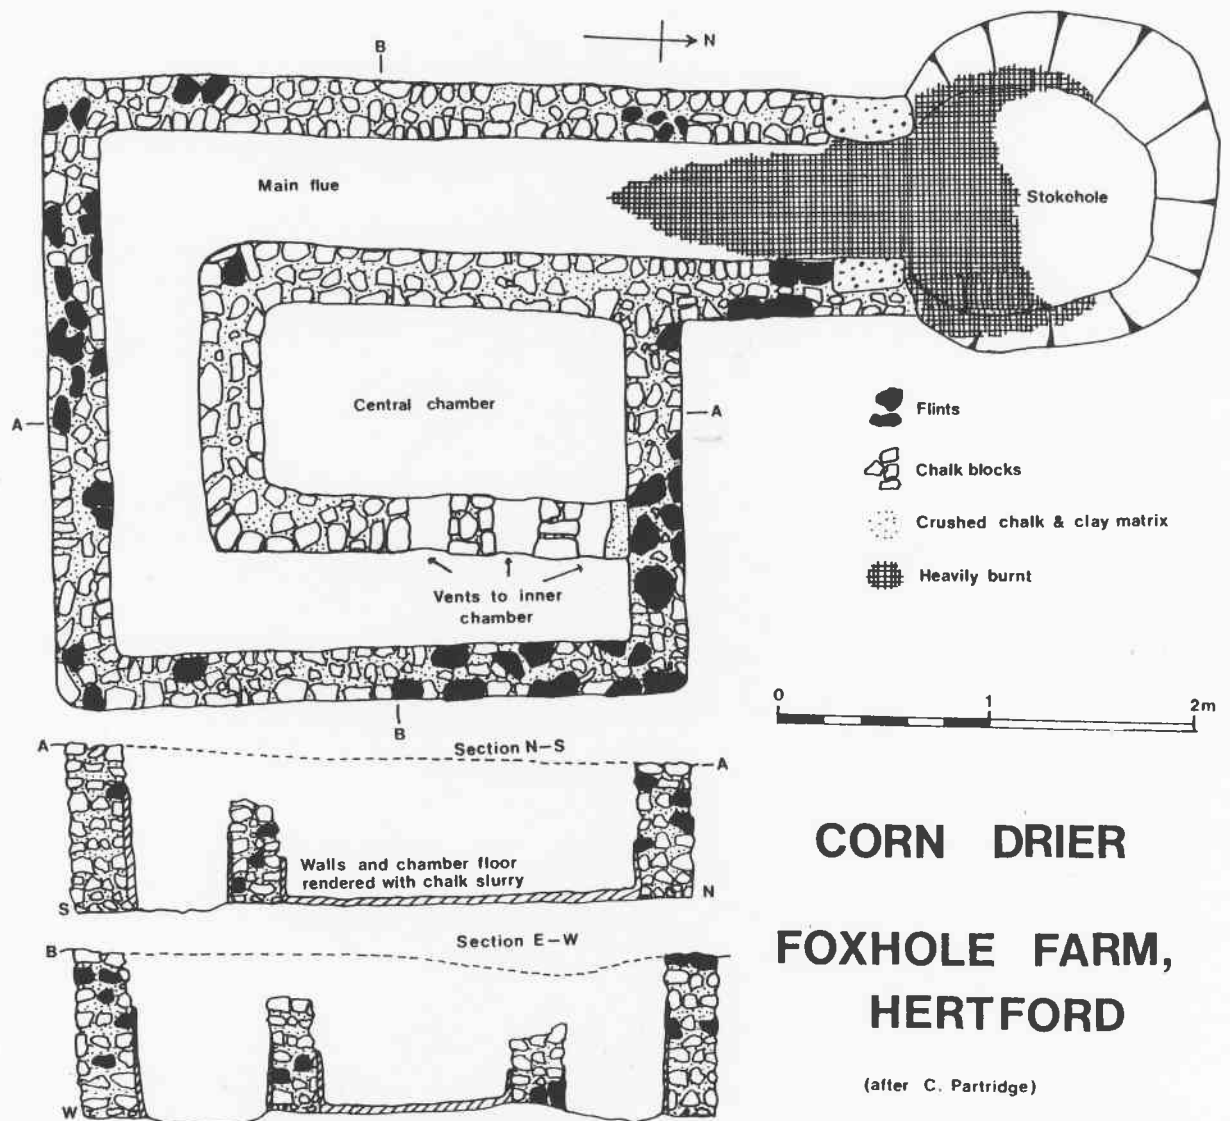 B
N
Main flue
Stokehole
Central chamber
A
A
Flints
Chalk blocks
Crushed chalk & clay matrix
Heavily burnt
Vents to inner
chamber
B
0
1
2m
A
Section N–S
A
Walls and chamber floor
rendered with chalk slurry
S
N
B
Section E–W
W
CORN DRIER
FOXHOLE FARM,
HERTFORD
(after C. Partridge)